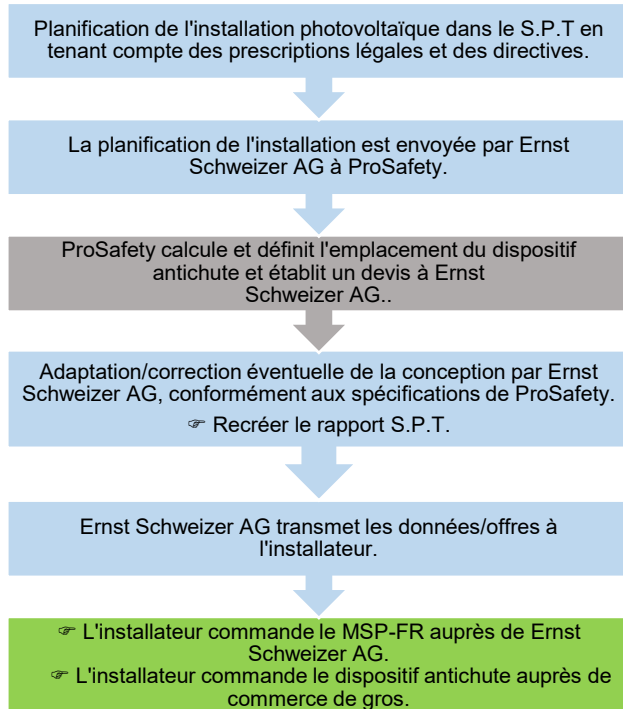 Planification de l'installation photovoltaïque dans le S.P.T en
tenant compte des prescriptions légales et des directives.
La planification de l'installation est envoyée par Ernst
Schweizer AG à ProSafety.
ProSafety calcule et définit l'emplacement du dispositif
antichute et établit un devis à Ernst
Schweizer AG..
Adaptation/correction éventuelle de la conception par Ernst
Schweizer AG, conformément aux spécifications de ProSafety.
☞ Recréer le rapport S.P.T.
Ernst Schweizer AG transmet les données/offres à
l'installateur.
☞ L'installateur commande le MSP-FR auprès de Ernst
Schweizer AG.
☞ L'installateur commande le dispositif antichute auprès de
commerce de gros.